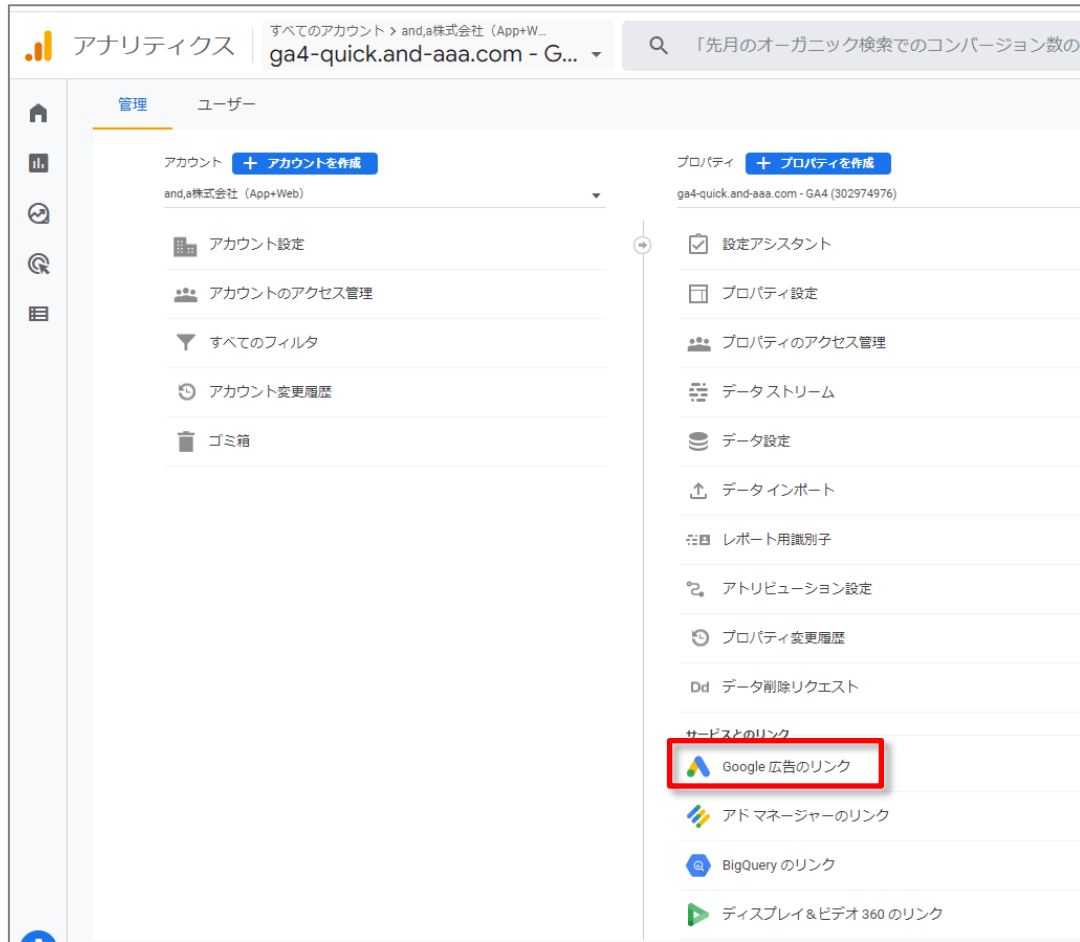 アナリティクス
すべてのアカウント > and,a株式会社（App+W...
ga4-quick.and-aaa.com - G...
「先月のオーガニック検索でのコンバージョン数の
管理
ユーザー
アカウント
+ アカウントを作成
and,a株式会社（App+Web）
アカウント設定
アカウントのアクセス管理
すべてのフィルタ
アカウント変更履歴
ゴミ箱
プロパティ
+ プロパティを作成
ga4-quick.and-aaa.com - GA4 (302974976)
設定アシスタント
プロパティ設定
プロパティのアクセス管理
データ ストリーム
データ設定
データ インポート
レポート用識別子
アトリビューション設定
プロパティ変更履歴
Dd データ削除リクエスト
サービスとのリンク
Google 広告のリンク
アド マネージャーのリンク
BigQuery のリンク
ディスプレイ＆ビデオ 360 のリンク